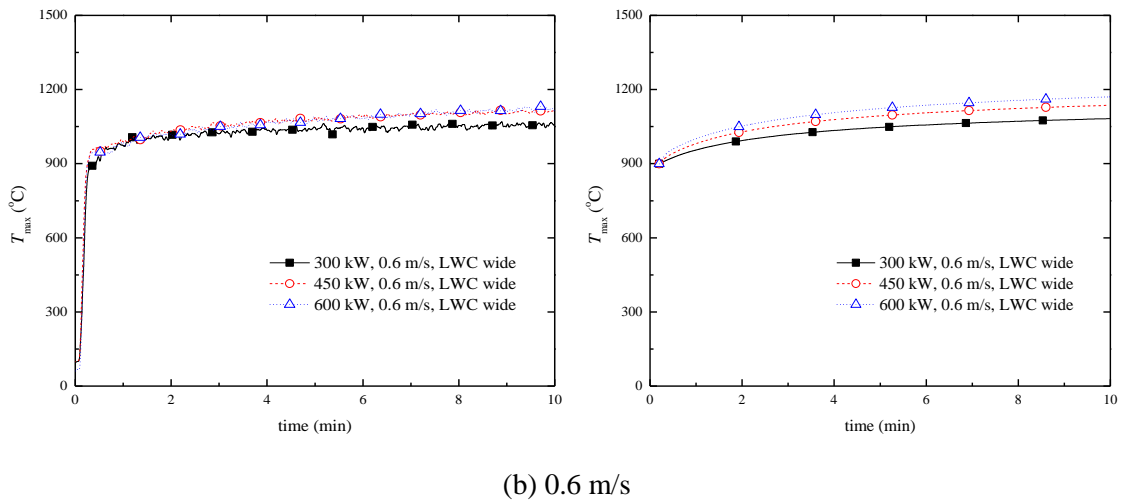 1500
1200
900
600
300
0
T max (°C)
300 kW, 0.6 m/s, LWC wide
450 kW, 0.6 m/s, LWC wide
600 kW, 0.6 m/s, LWC wide
0 2 4 6 8 10
time (min)
1500
1200
900
600
300
0
T max (°C)
300 kW, 0.6 m/s, LWC wide
450 kW, 0.6 m/s, LWC wide
600 kW, 0.6 m/s, LWC wide
0 2 4 6 8 10
time (min)
(b) 0.6 m/s